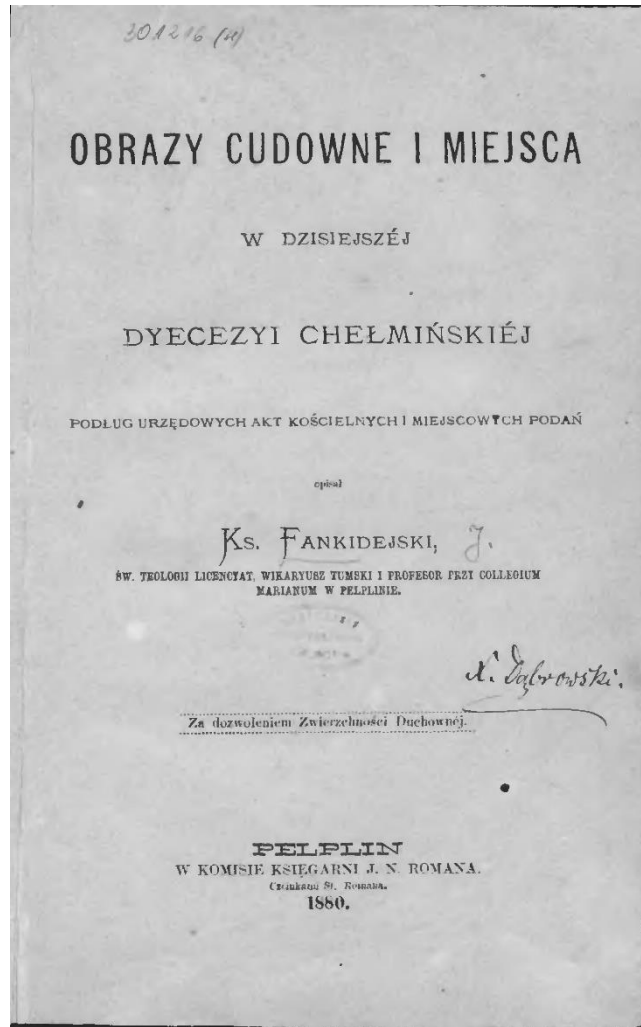 301216 (II)
OBRAZY CUDOWNE I MIEJSCA
W DZISIEJSZÉJ
DYECEZYI CHEŁMIŃSKIÉJ
PODŁUG URZĘDOWYCH AKT KOŚCIELNYCH I MIEJSCOWYCH PODAŃ
opisał
Ks. FANKIDEJSKI, J.
ŚW. TEOLOGII LICENCYAT, WIKARYUSZ TUMSKI I PROFESOR PRZY COLLEGIUM
MARIANUM W PELPLINIE.
X. Dąbrowski.
Za dozwoleniem Zwierzchności Duchownéj.
PELPLIN
W KOMISIE KSIĘGARNI J. N. ROMANA.
Czcionkami St. Romana.
1880.